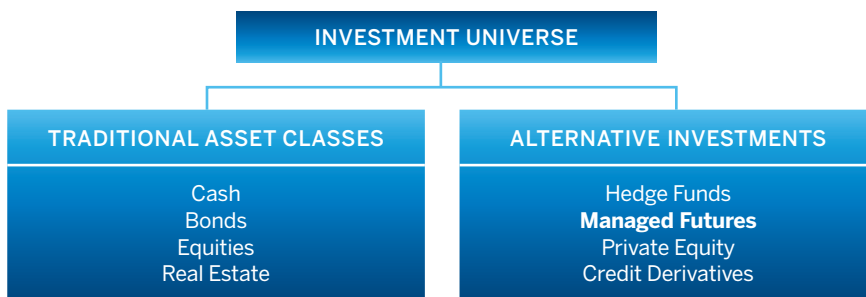 INVESTMENT UNIVERSE
TRADITIONAL ASSET CLASSES
Cash
Bonds
Equities
Real Estate
ALTERNATIVE INVESTMENTS
Hedge Funds
Managed Futures
Private Equity
Credit Derivatives